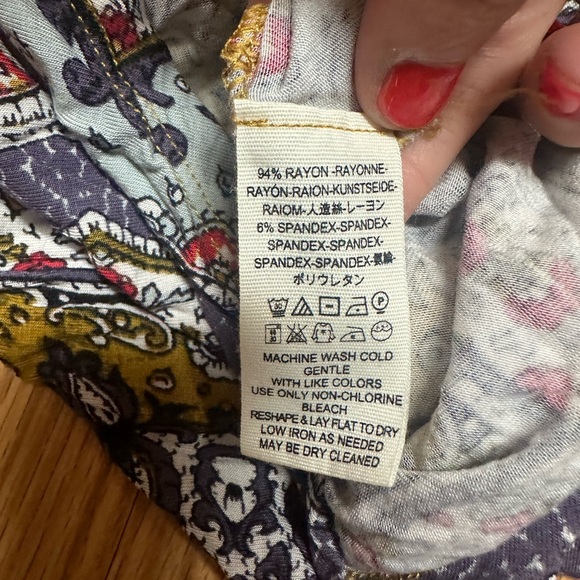 94% RAYON -RAYONNE-
RAYÓN-RAION-KUNSTSEIDE-
RAIOM-人造絲-レーヨン
6% SPANDEX-SPANDEX-
SPANDEX-SPANDEX-
SPANDEX-SPANDEX-氨綸-
ポリウレタン
MACHINE WASH COLD
GENTLE
WITH LIKE COLORS
USE ONLY NON-CHLORINE
BLEACH
RESHAPE & LAY FLAT TO DRY
LOW IRON AS NEEDED
MAY BE DRY CLEANED